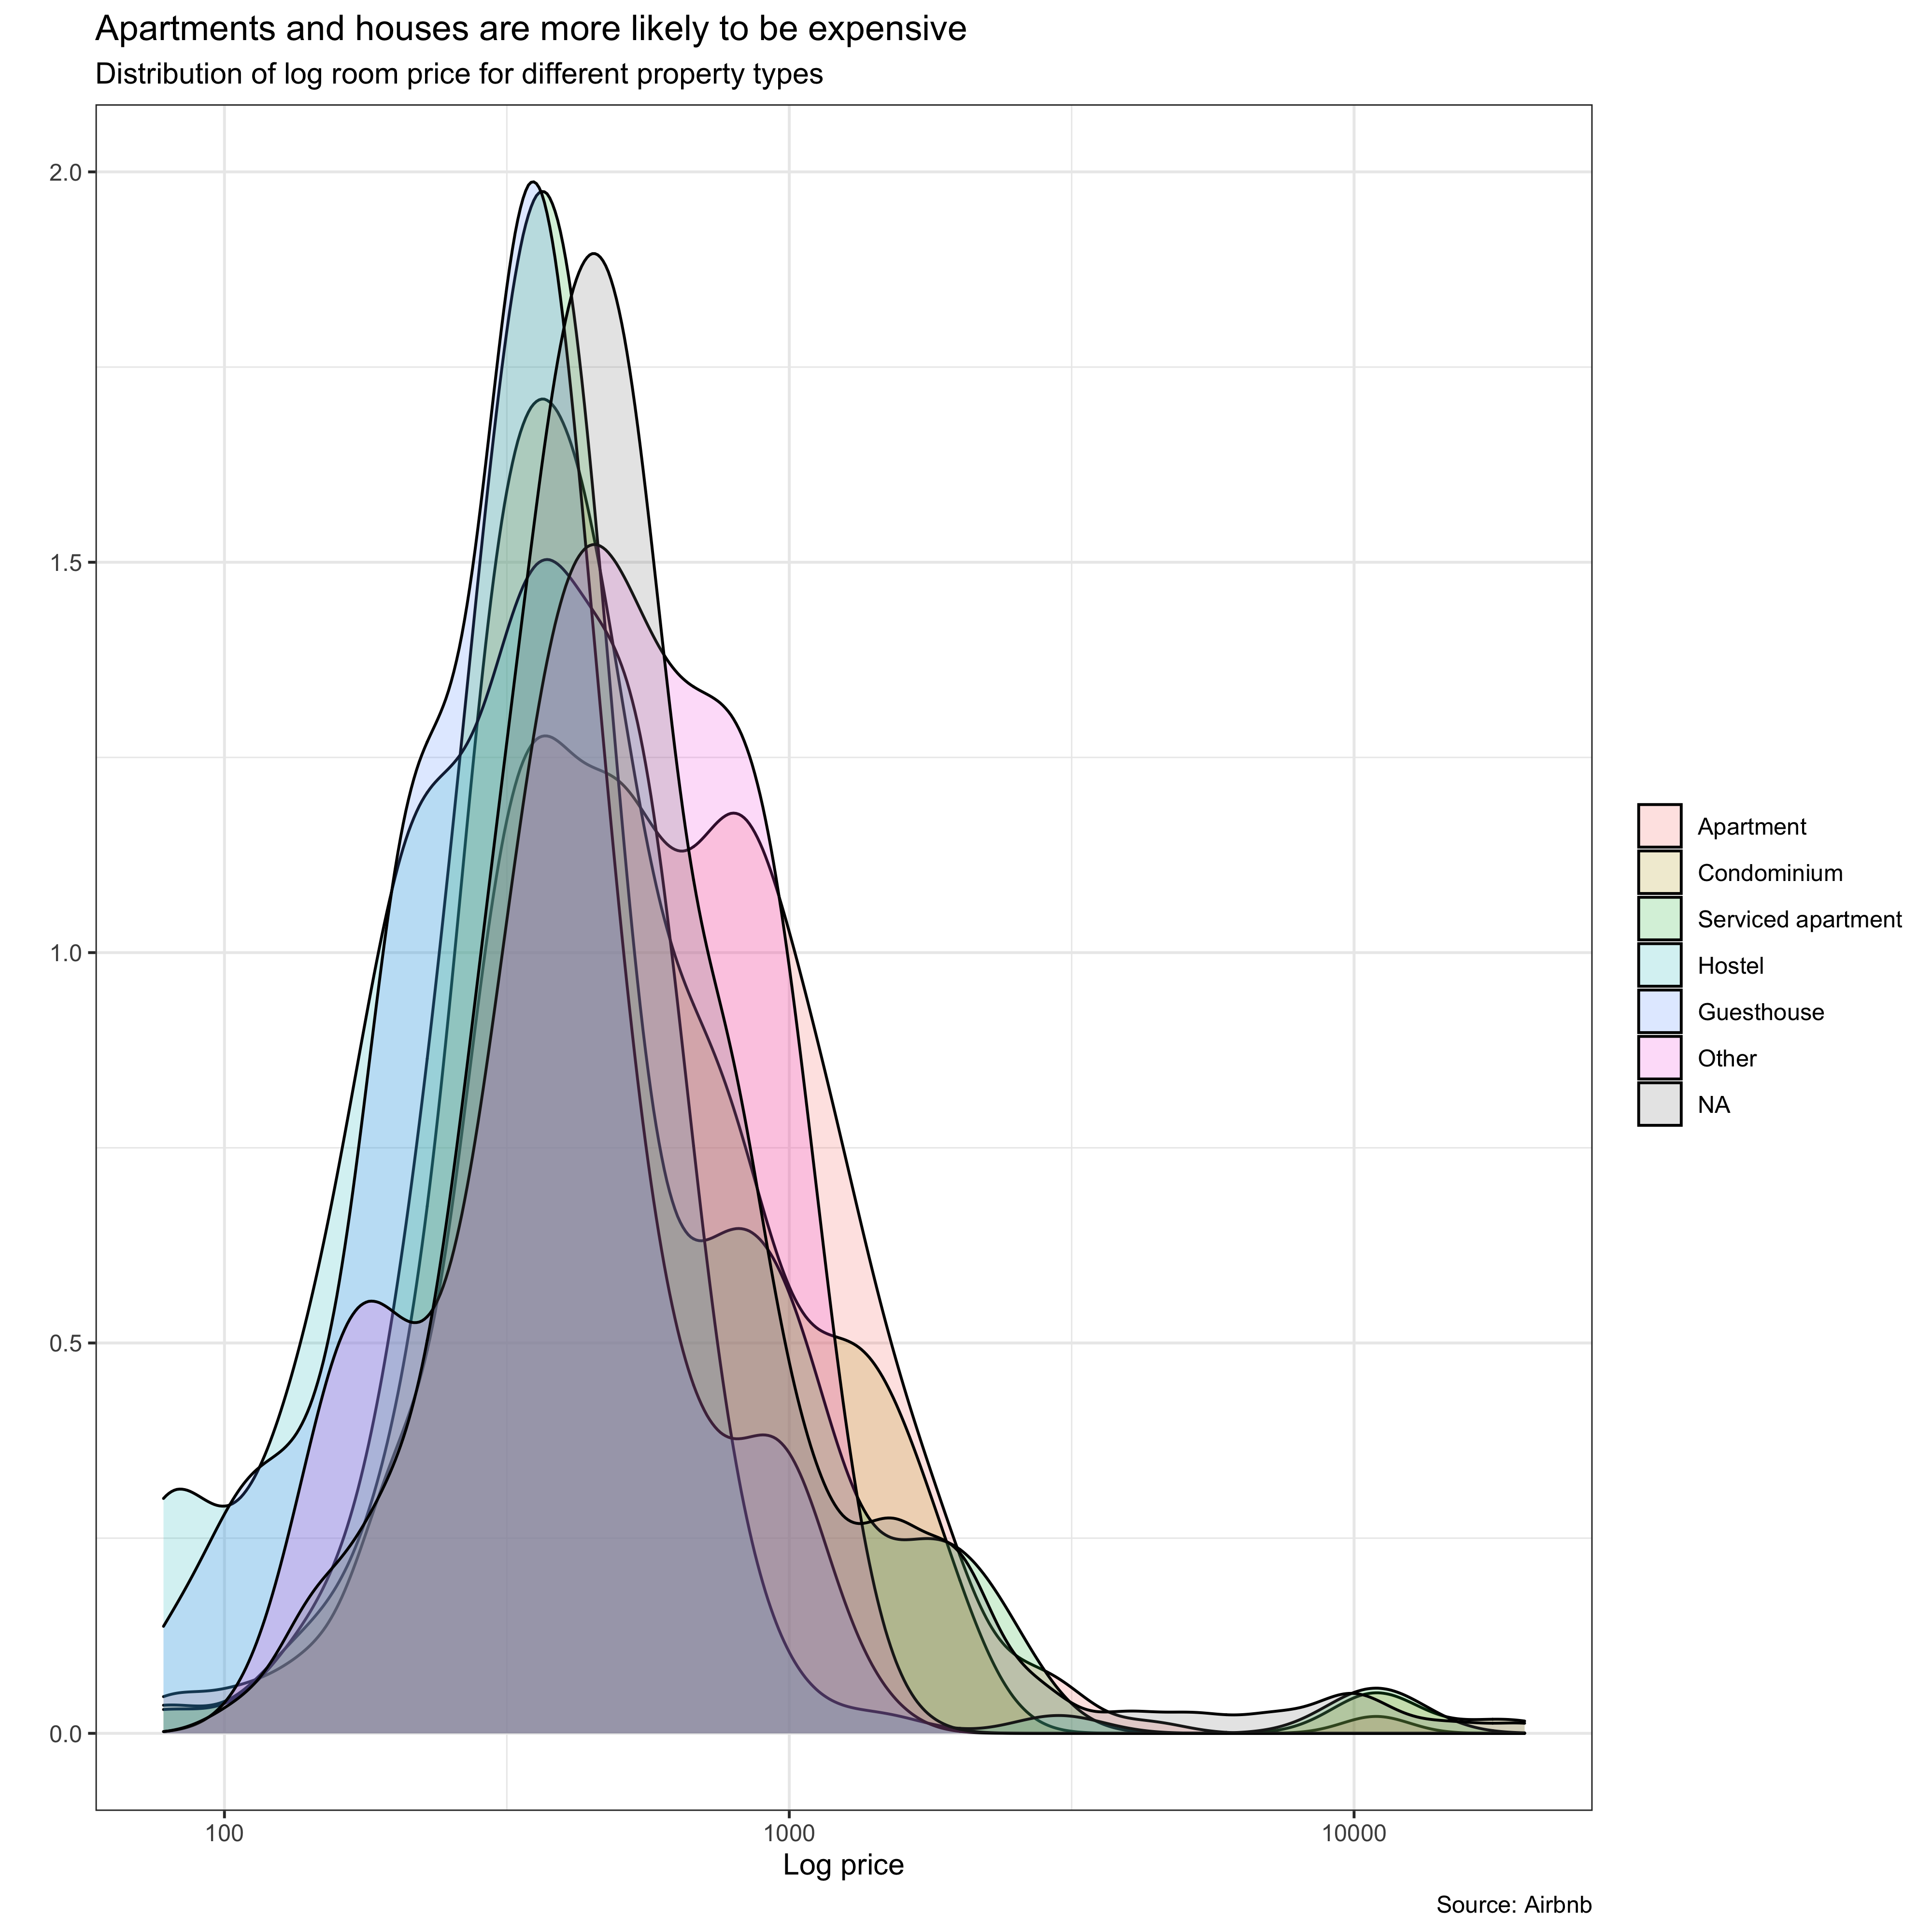 Apartments and houses are more likely to be expensive
Distribution of log room price for different property types
2.0
1.5
1.0
0.5
0.0
100
1000
10000
Log price
Apartment
Condominium
Serviced apartment
Hostel
Guesthouse
Other
NA
Source: Airbnb